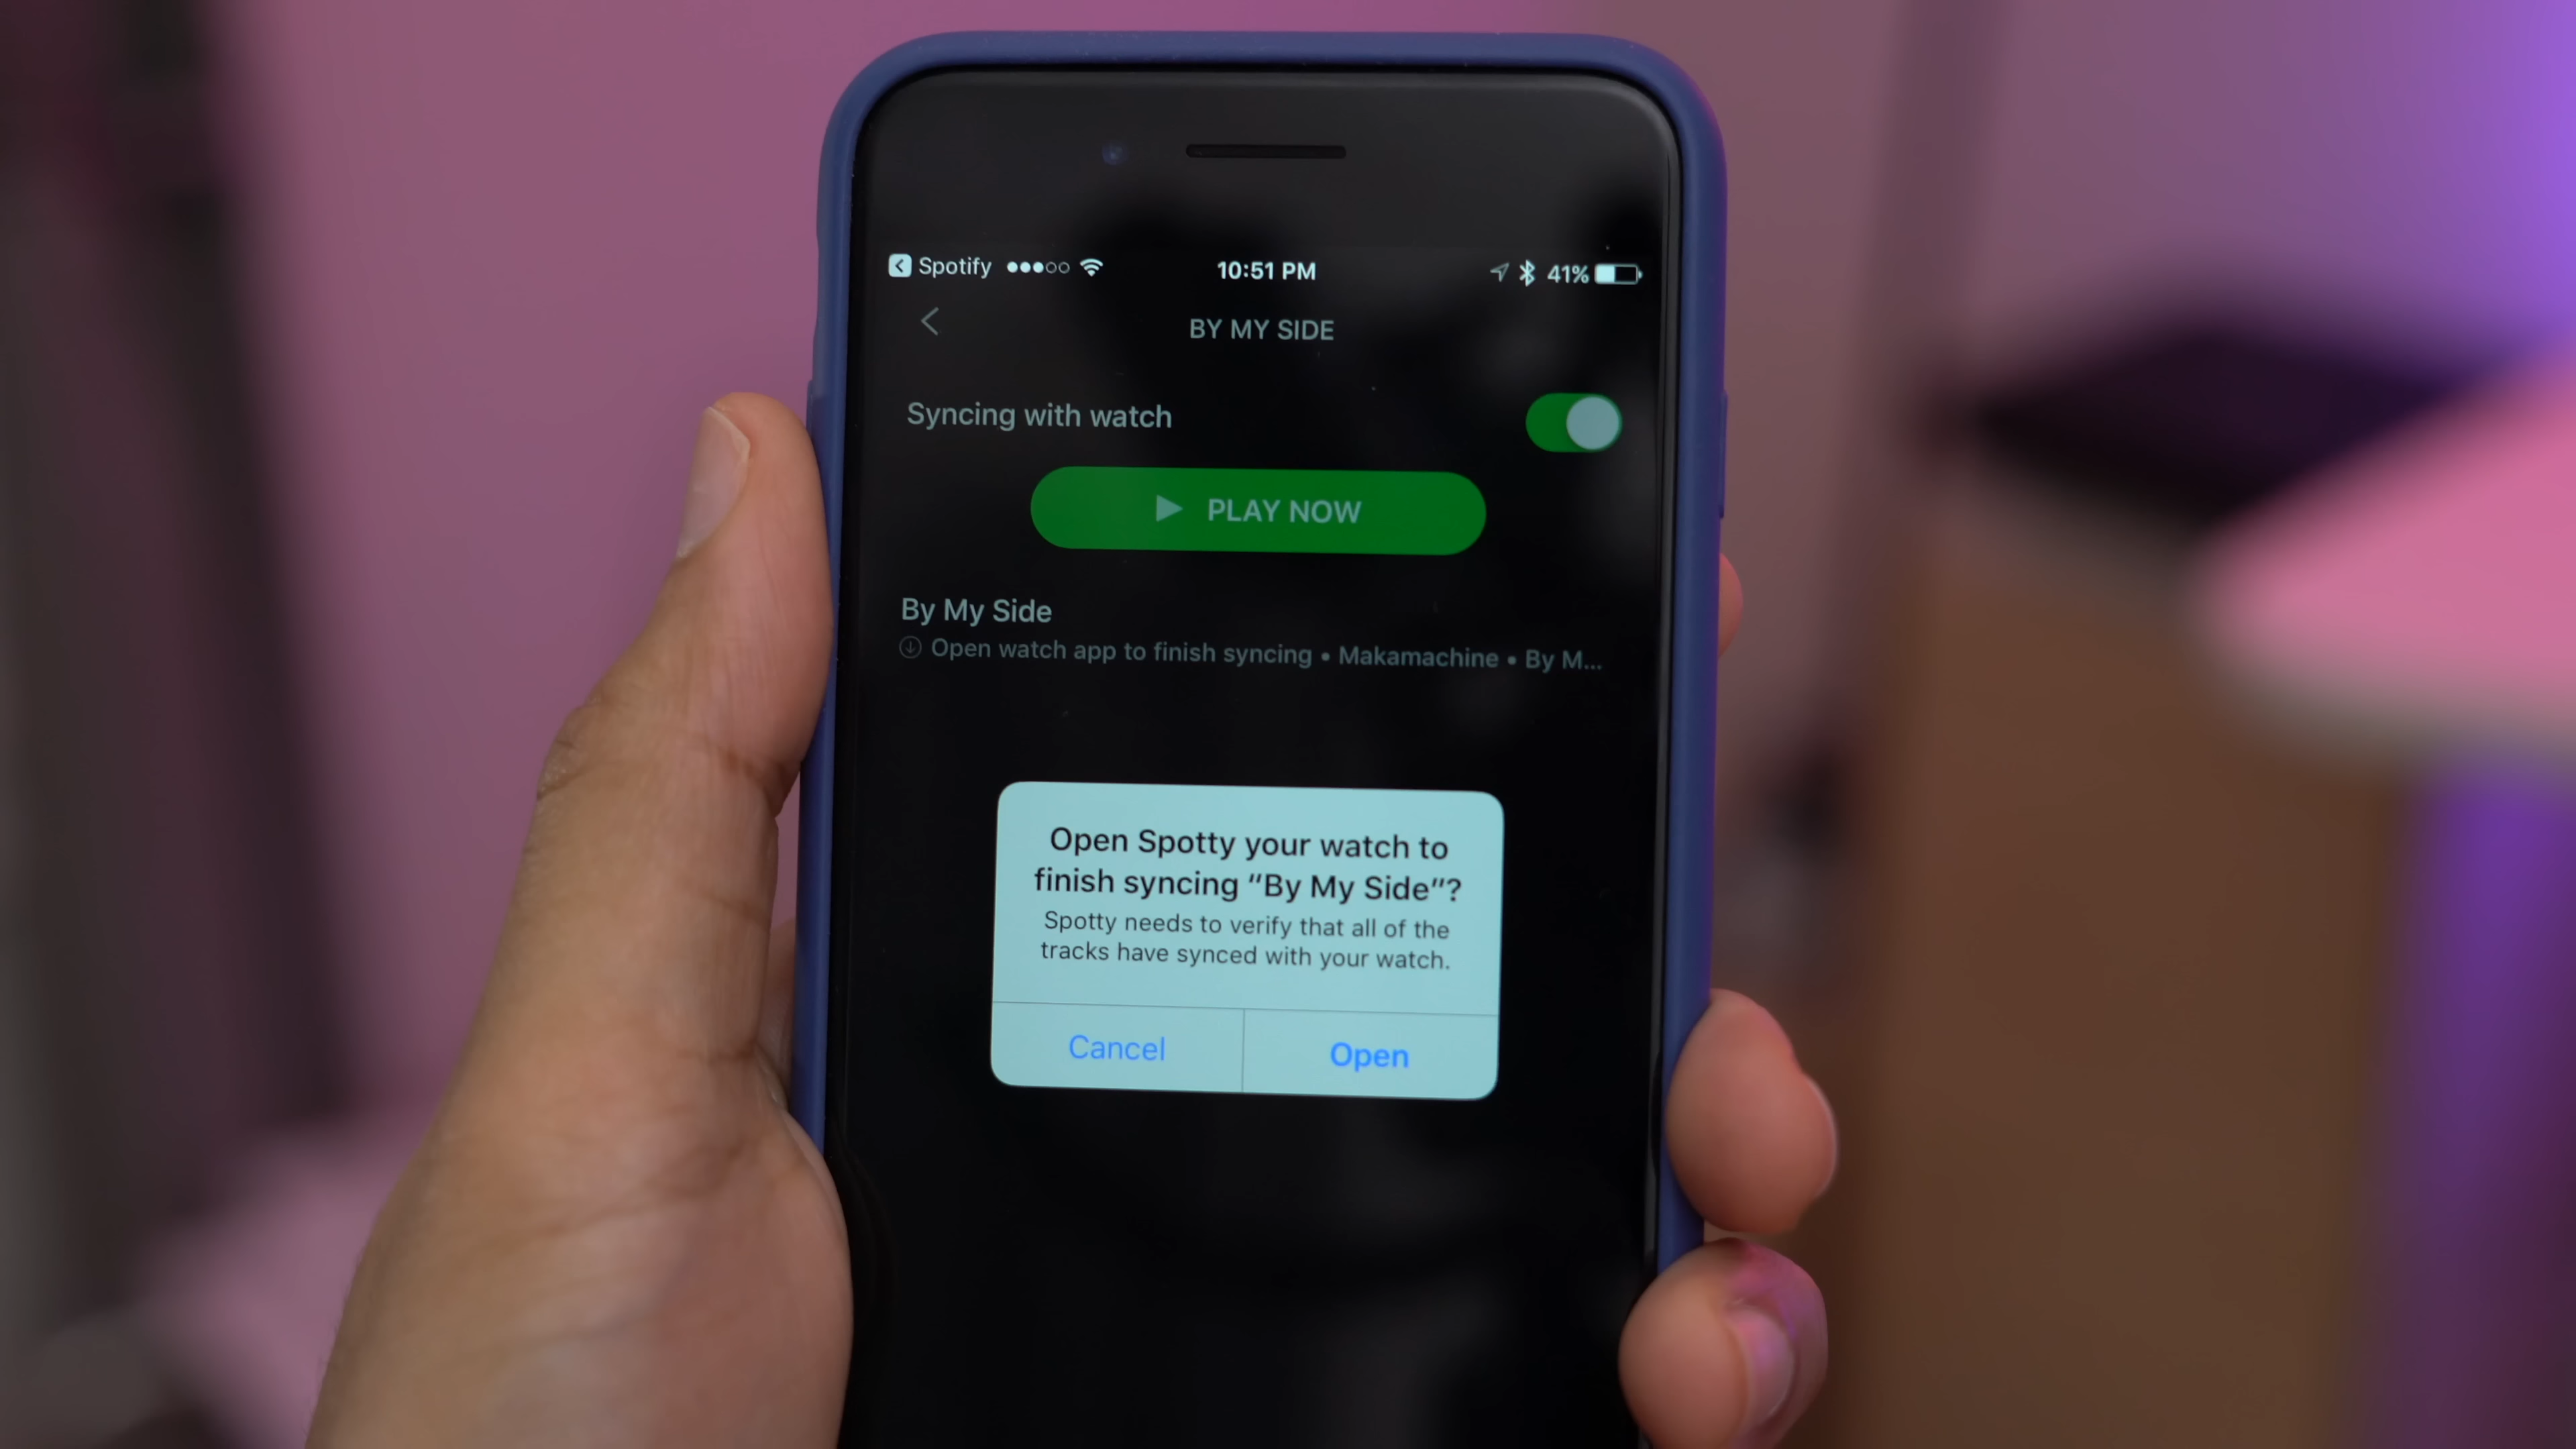 Spotify 10:51 PM 41%
BY MY SIDE
Syncing with watch
PLAY NOW
By My Side
Open watch app to finish syncing • Makamachine • By M...
Open Spotty your watch to
finish syncing “By My Side”?
Spotty needs to verify that all of the
tracks have synced with your watch.
Cancel Open